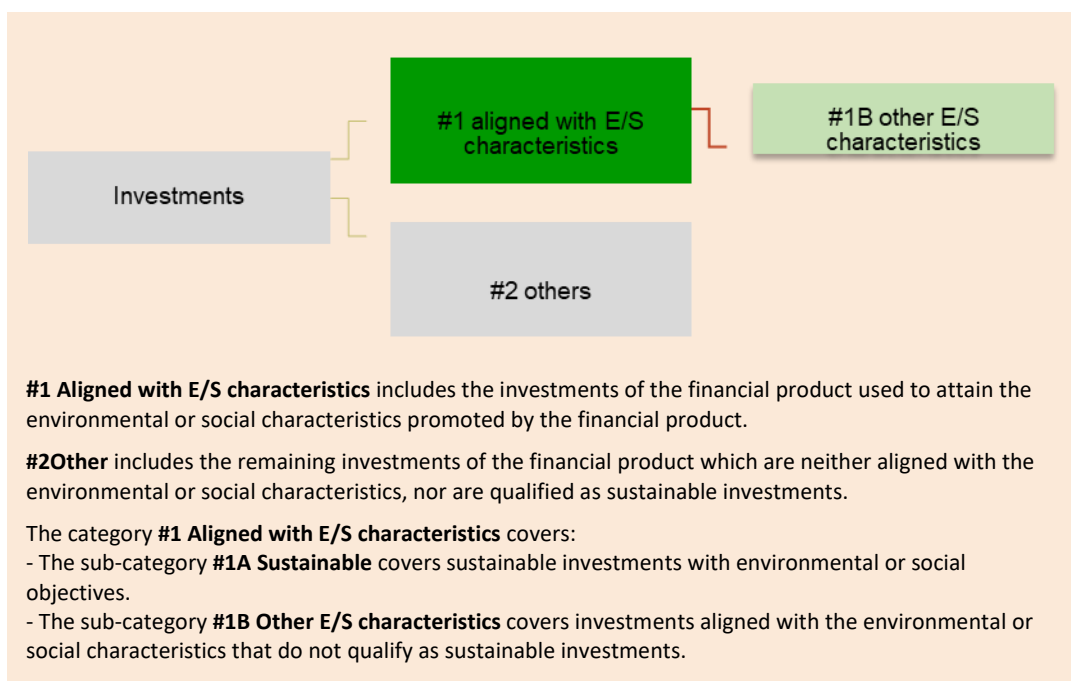 #1 aligned with E/S
characteristics
#1B other E/S
characteristics
Investments
#2 others
#1 Aligned with E/S characteristics includes the investments of the financial product used to attain the
environmental or social characteristics promoted by the financial product.
#2Other includes the remaining investments of the financial product which are neither aligned with the
environmental or social characteristics, nor are qualified as sustainable investments.
The category #1 Aligned with E/S characteristics covers:
- The sub-category #1A Sustainable covers sustainable investments with environmental or social
objectives.
- The sub-category #1B Other E/S characteristics covers investments aligned with the environmental or
social characteristics that do not qualify as sustainable investments.